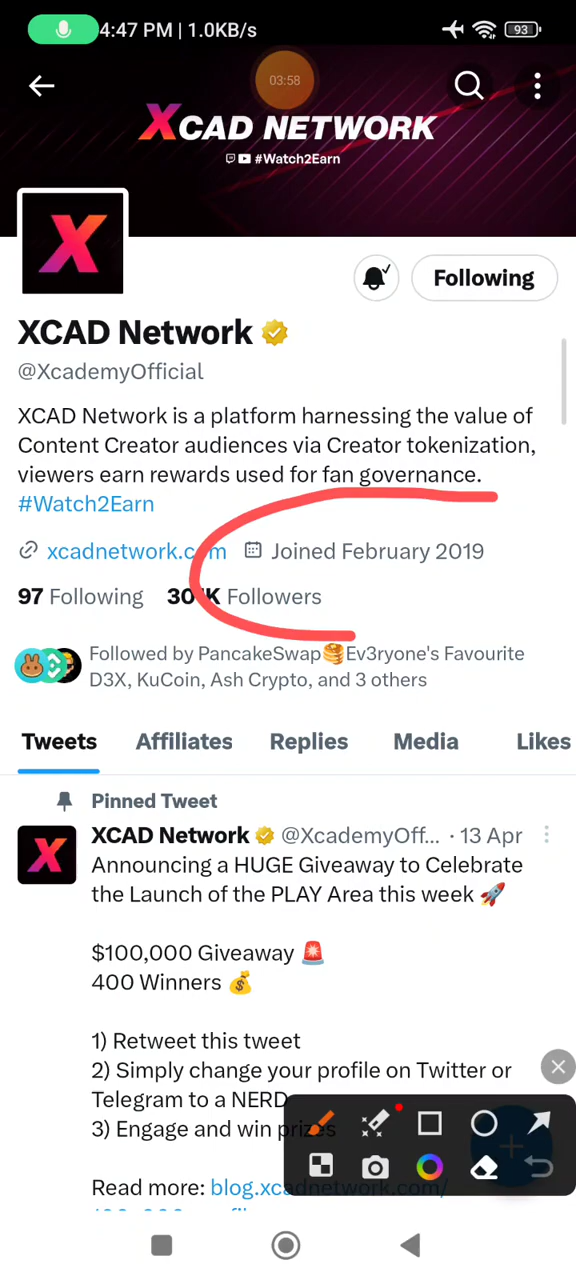 4:47 PM | 1.0KB/s
93
03:58
XCAD NETWORK
#Watch2Earn
X
Following
XCAD Network
@XcademyOfficial
XCAD Network is a platform harnessing the value of
Content Creator audiences via Creator tokenization,
viewers earn rewards used for fan governance.
#Watch2Earn
xcadnetwork.com Joined February 2019
97 Following Followers
Followed by PancakeSwap🥞Ev3ryone's Favourite
D3X, KuCoin, Ash Crypto, and 3 others
Tweets Affiliates Replies Media Likes
Pinned Tweet
X
XCAD Network @XcademyOff... · 13 Apr
Announcing a HUGE Giveaway to Celebrate
the Launch of the PLAY Area this week 🚀
$100,000 Giveaway 🚨
400 Winners 💰
1) Retweet this tweet
2) Simply change your profile on Twitter or
Telegram to a NERD
3) Engage and win prizes
Read more: blog.xcadnetwork.com/